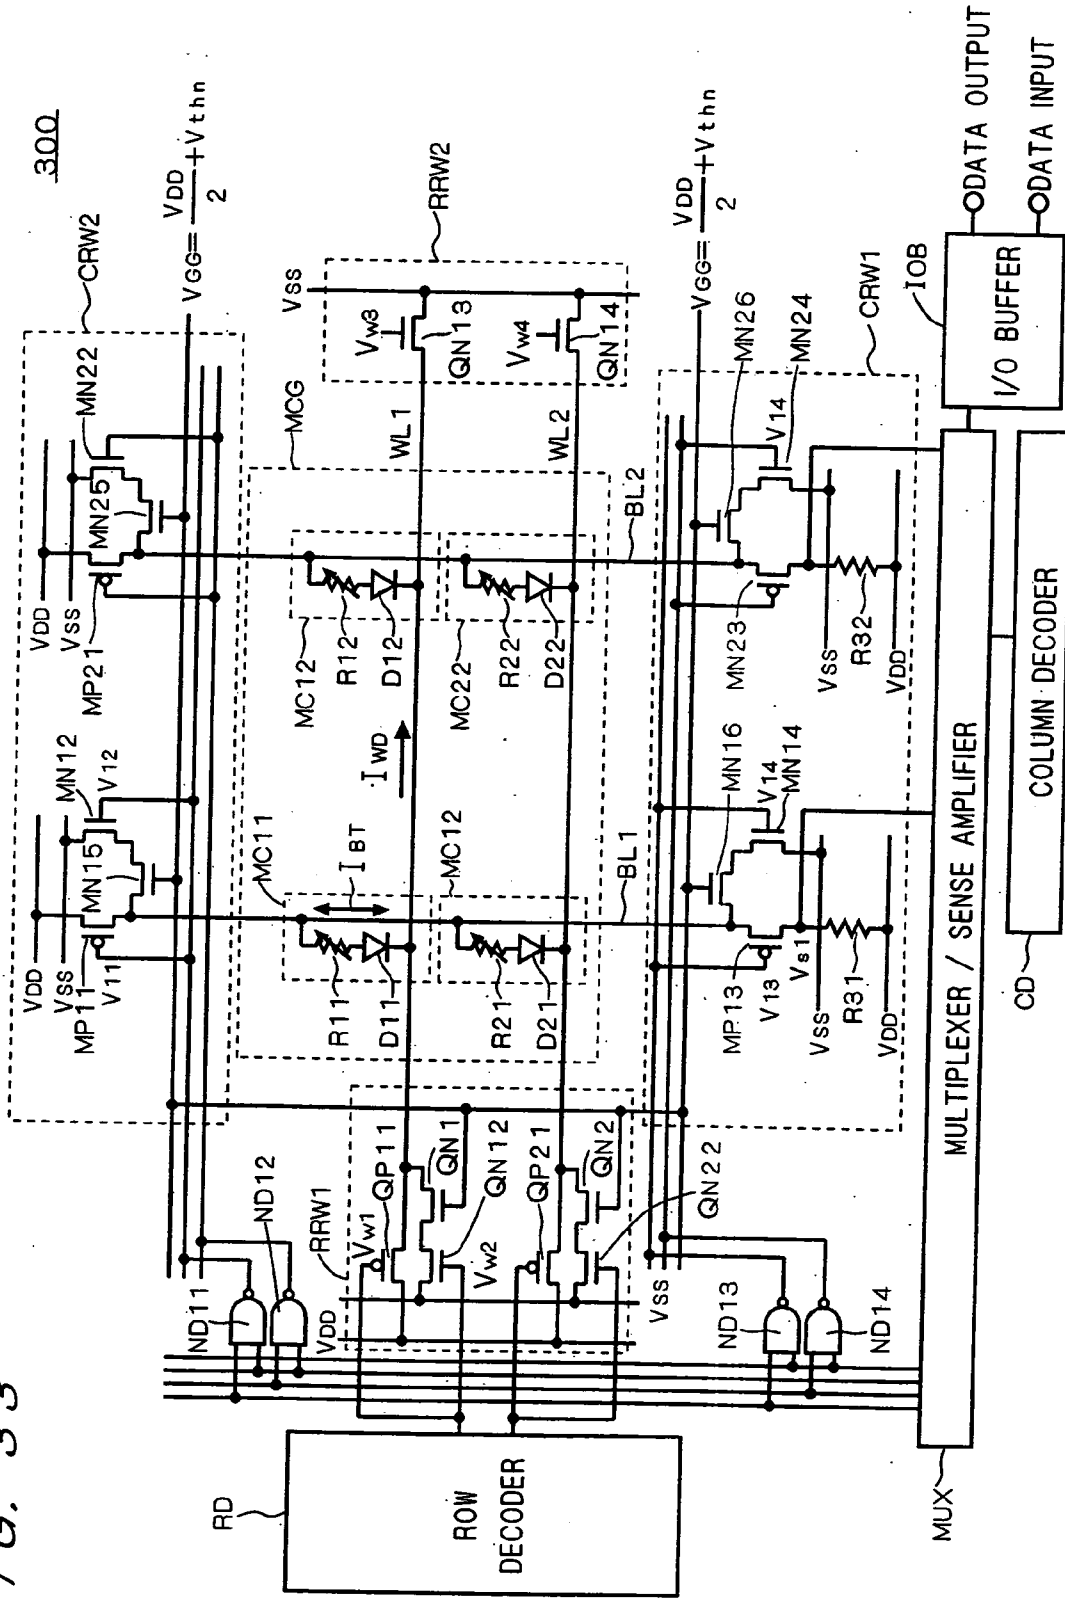 FIG. 33
300
CRW2
VDD
VSS
MP21
MN25
MN22
VDD
VSS
MP11
V11
MN15
MN12
V12
VGG=VDD/2+Vthn
MCG
RRW2
VSS
Vw3
QN13
Vw4
QN14
WL1
WL2
MC11
IBT
R11
D11
MC12
R21
D21
IWD
MC12
R12
D12
MC22
R22
D22
BL1
BL2
ND11
ND12
RRW1
Vw1
QP11
QN1
QN12
Vw2
QP21
QN2
QN22
VDD
VSS
RD
ROW
DECODER
ND13
ND14
VGG=VDD/2+Vthn
MN26
MN24
V14
MN23
VSS
R32
VDD
CRW1
MN16
V14
MN14
MP13
V13
Vs1
VSS
R31
VDD
MUX
MULTIPLEXER / SENSE AMPLIFIER
CD
COLUMN DECODER
IOB
I/O BUFFER
DATA OUTPUT
DATA INPUT